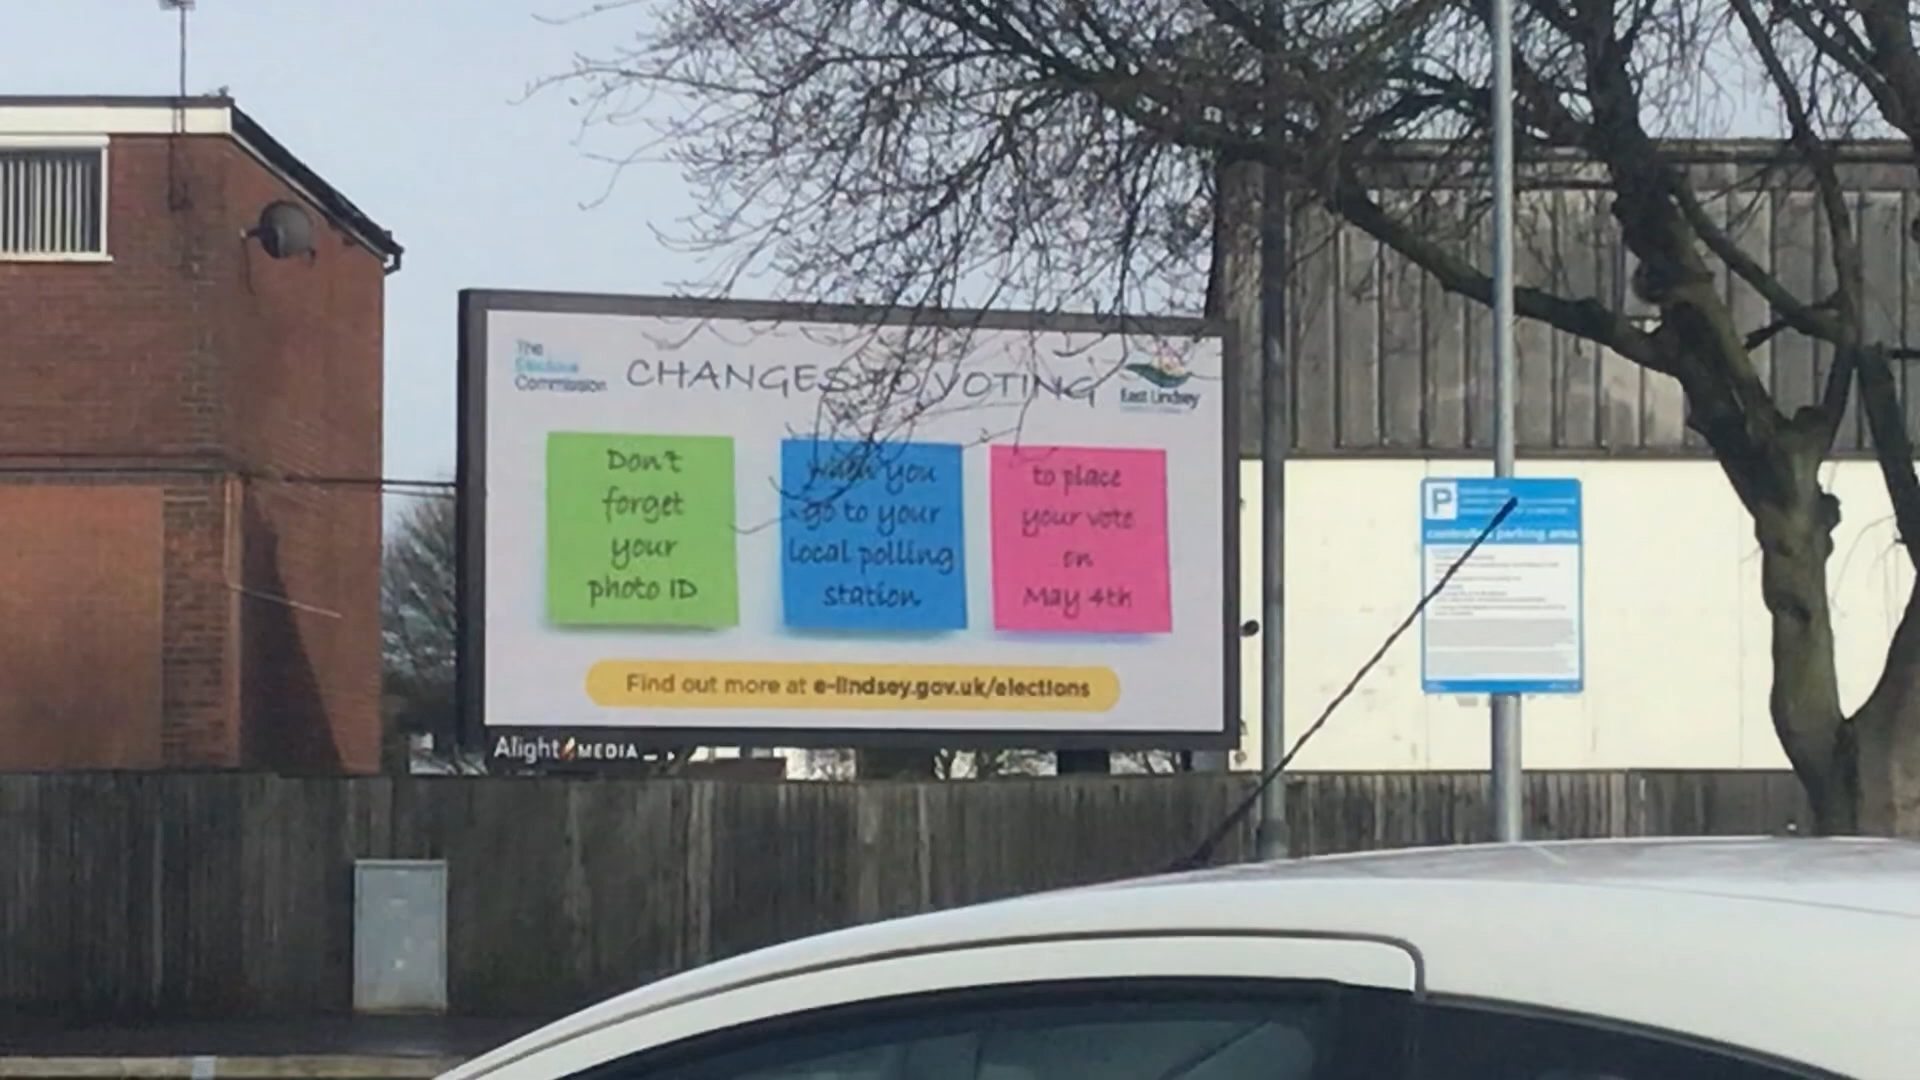 The
Elections
Commission
CHANGES TO VOTING
East Lindsey
Don't
forget
your
photo ID
when you
go to your
local polling
station
to place
your vote
on
May 4th
Find out more at e-lindsey.gov.uk/elections
Alight MEDIA
P
controlled parking area